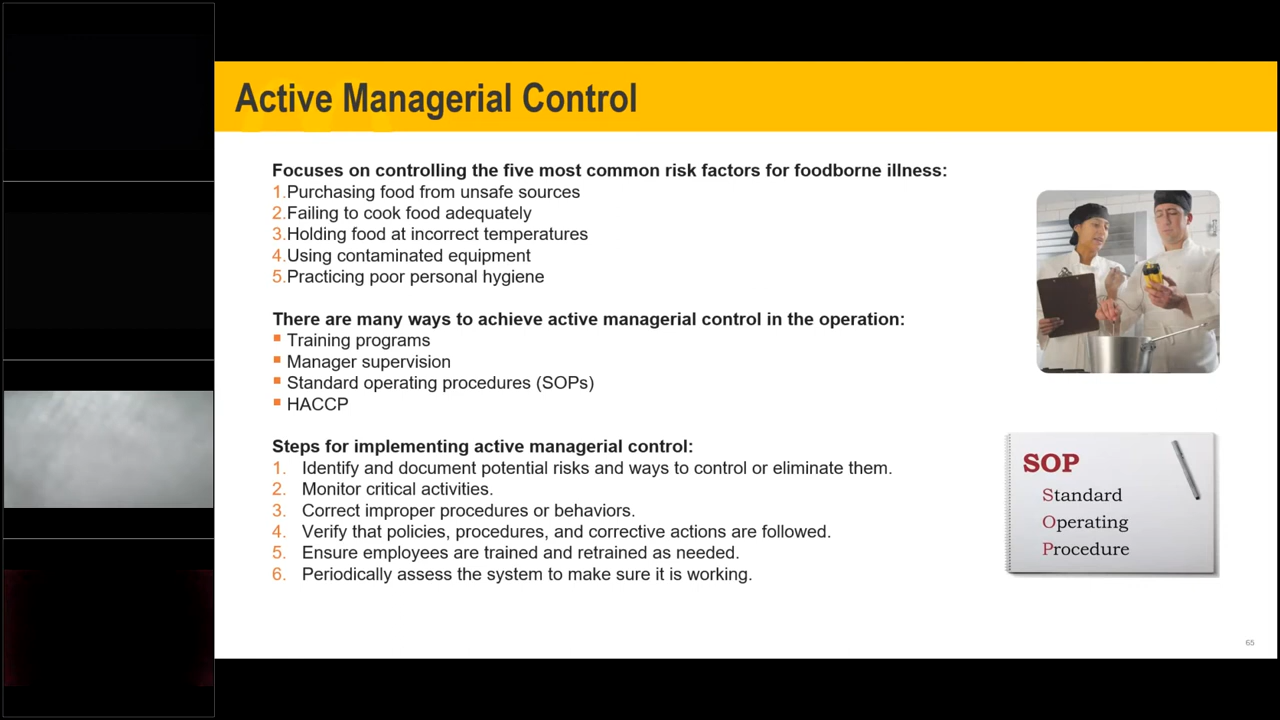 Active Managerial Control
Focuses on controlling the five most common risk factors for foodborne illness:
1.Purchasing food from unsafe sources
2.Failing to cook food adequately
3.Holding food at incorrect temperatures
4.Using contaminated equipment
5.Practicing poor personal hygiene
There are many ways to achieve active managerial control in the operation:
Training programs
Manager supervision
Standard operating procedures (SOPs)
HACCP
Steps for implementing active managerial control:
1. Identify and document potential risks and ways to control or eliminate them.
2. Monitor critical activities.
3. Correct improper procedures or behaviors.
4. Verify that policies, procedures, and corrective actions are followed.
5. Ensure employees are trained and retrained as needed.
6. Periodically assess the system to make sure it is working.
SOP
Standard
Operating
Procedure
65